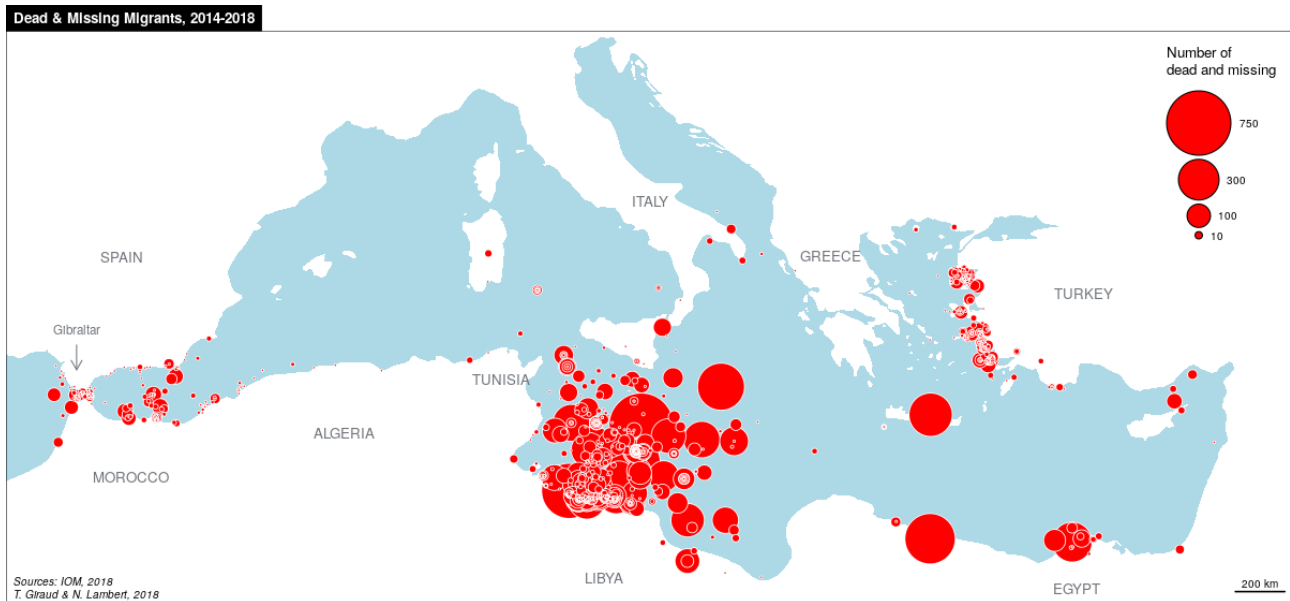 Dead & Missing Migrants, 2014-2018
Number of
dead and missing
750
300
100
10
ITALY
SPAIN
GREECE
TURKEY
Gibraltar
TUNISIA
ALGERIA
MOROCCO
LIBYA
EGYPT
200 km
Sources: IOM, 2018
T. Giraud & N. Lambert, 2018